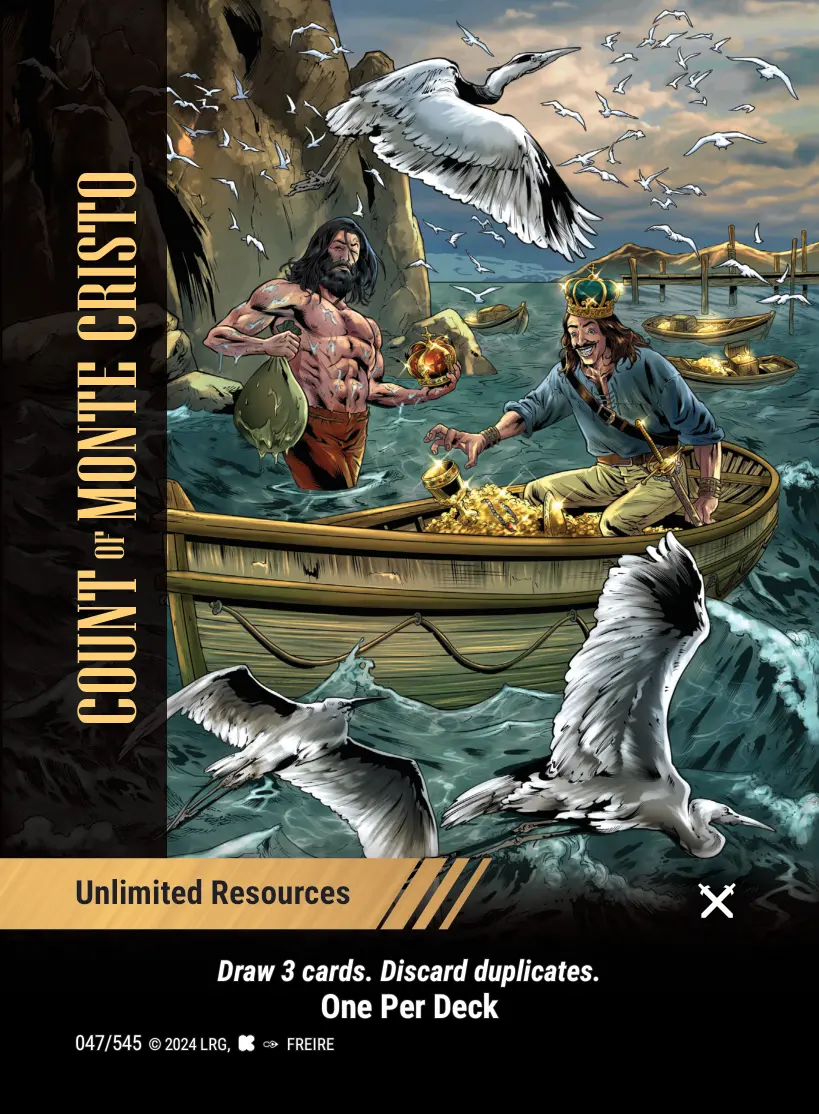 COUNT OF MONTE CRISTO
Unlimited Resources
Draw 3 cards. Discard duplicates.
One Per Deck
047/545 © 2024 LRG, FREIRE